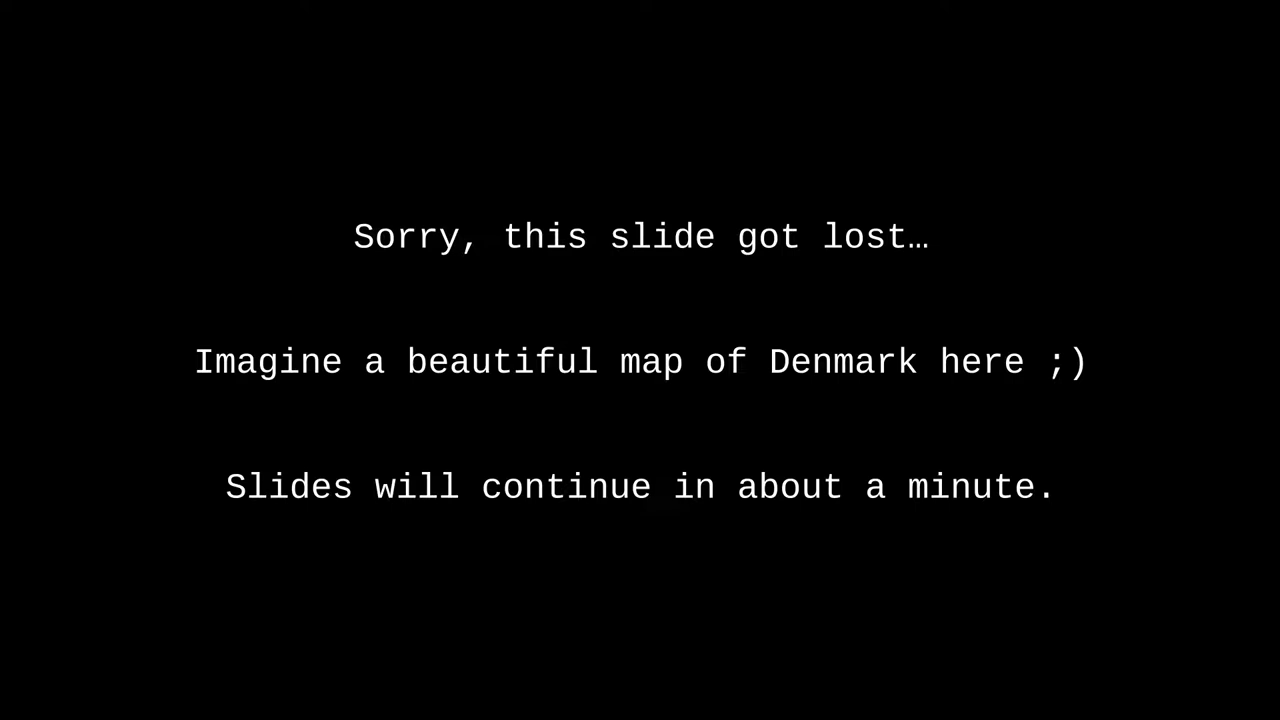 Sorry, this slide got lost…
Imagine a beautiful map of Denmark here ;)
Slides will continue in about a minute.